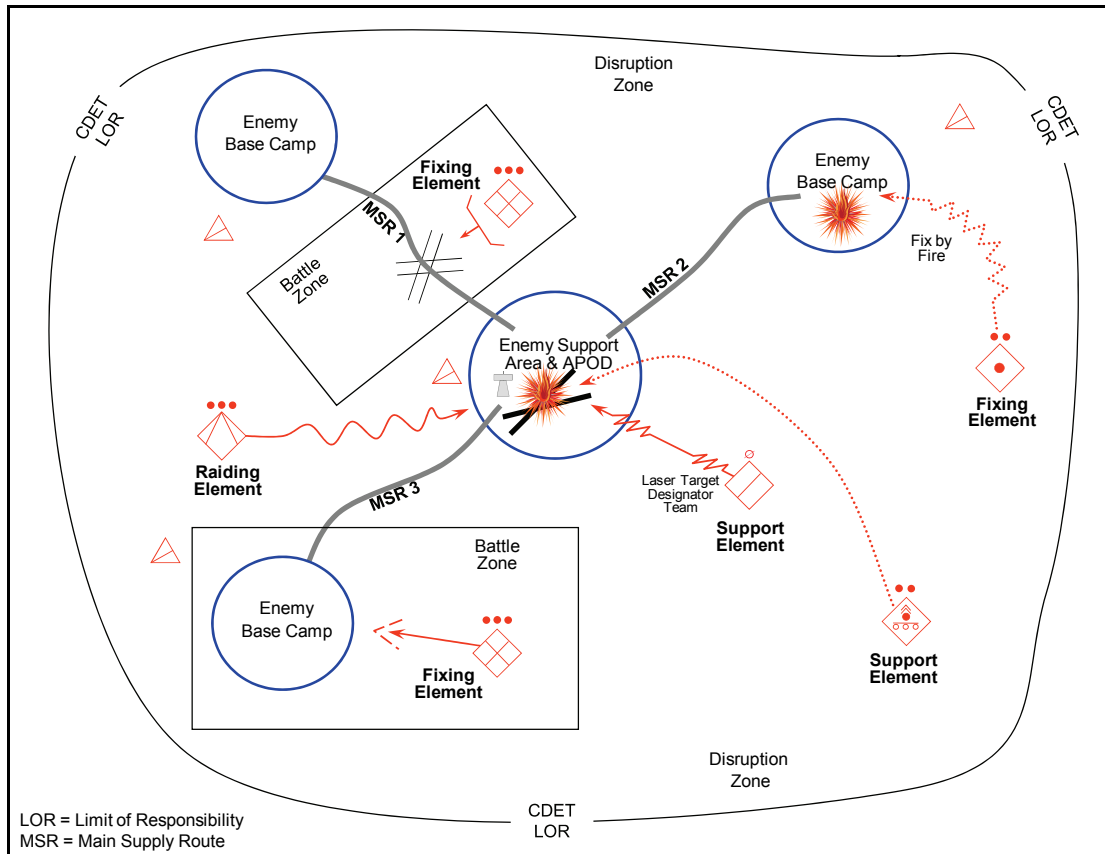 Disruption
Zone
CDET
LOR
CDET
LOR
Enemy
Base Camp
Fixing
Element
Enemy
Base Camp
MSR 1
Battle
Zone
MSR 2
Fix by
Fire
Enemy Support
Area & APOD
Fixing
Element
Raiding
Element
Laser Target
Designator
Team
MSR 3
Support
Element
Battle
Zone
Enemy
Base Camp
Fixing
Element
Support
Element
Disruption
Zone
CDET
LOR
LOR = Limit of Responsibility
MSR = Main Supply Route